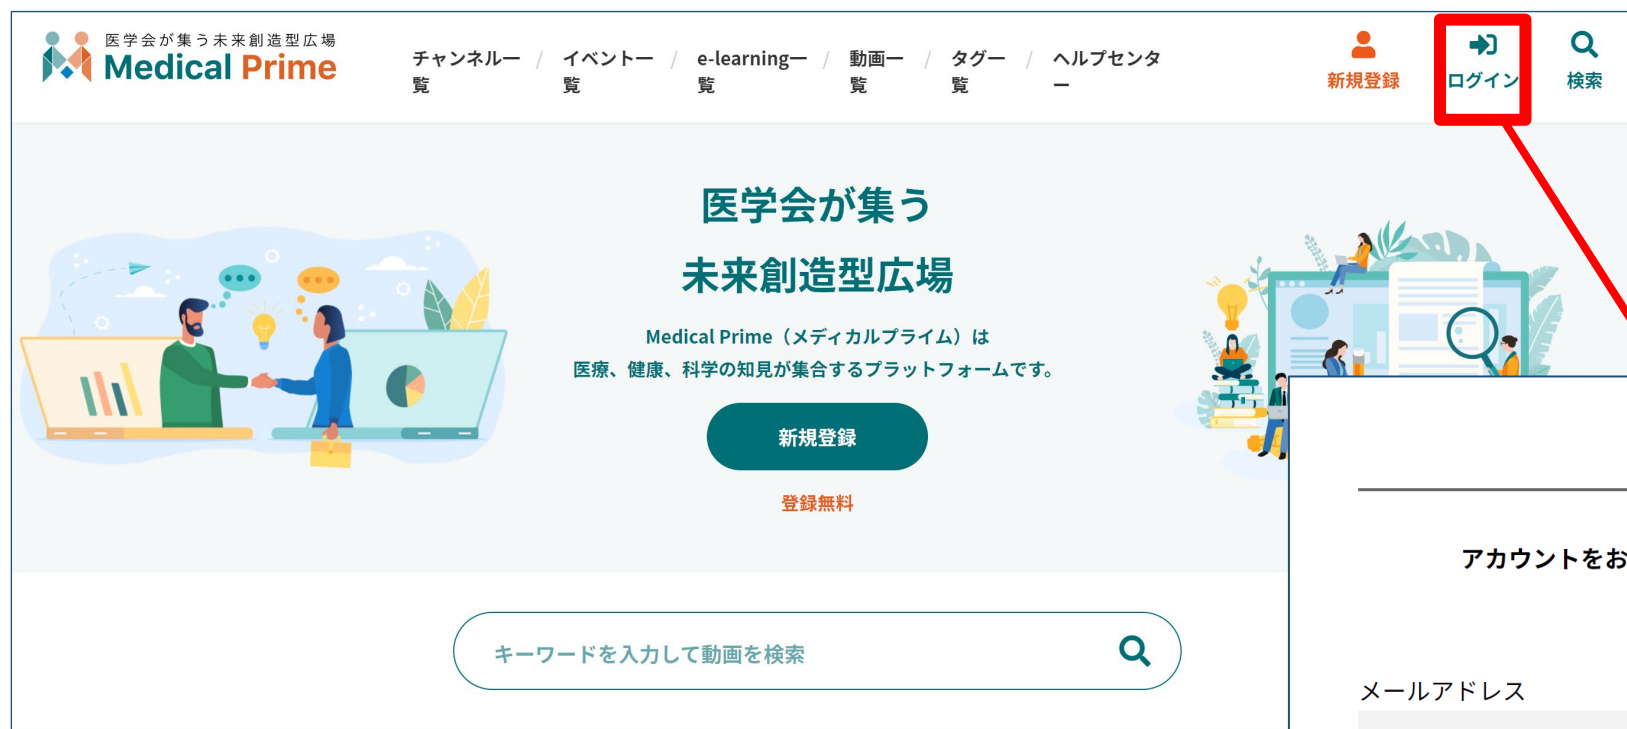 医学会が集う未来創造型広場
Medical Prime
チャンネル一覧 / イベント一覧 / e-learning一覧 / 動画一覧 / タグ一覧 / ヘルプセンター
新規登録
ログイン
検索
医学会が集う
未来創造型広場
Medical Prime（メディカルプライム）は
医療、健康、科学の知見が集合するプラットフォームです。
新規登録
登録無料
キーワードを入力して動画を検索
アカウントをお
メールアドレス